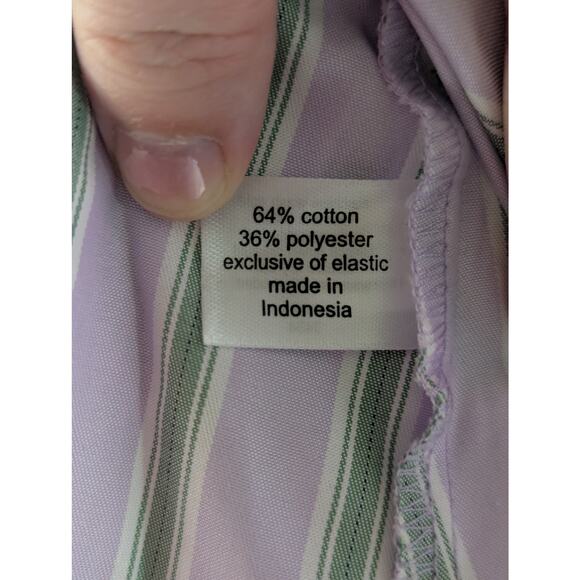 64% cotton
36% polyester
exclusive of elastic
made in
Indonesia